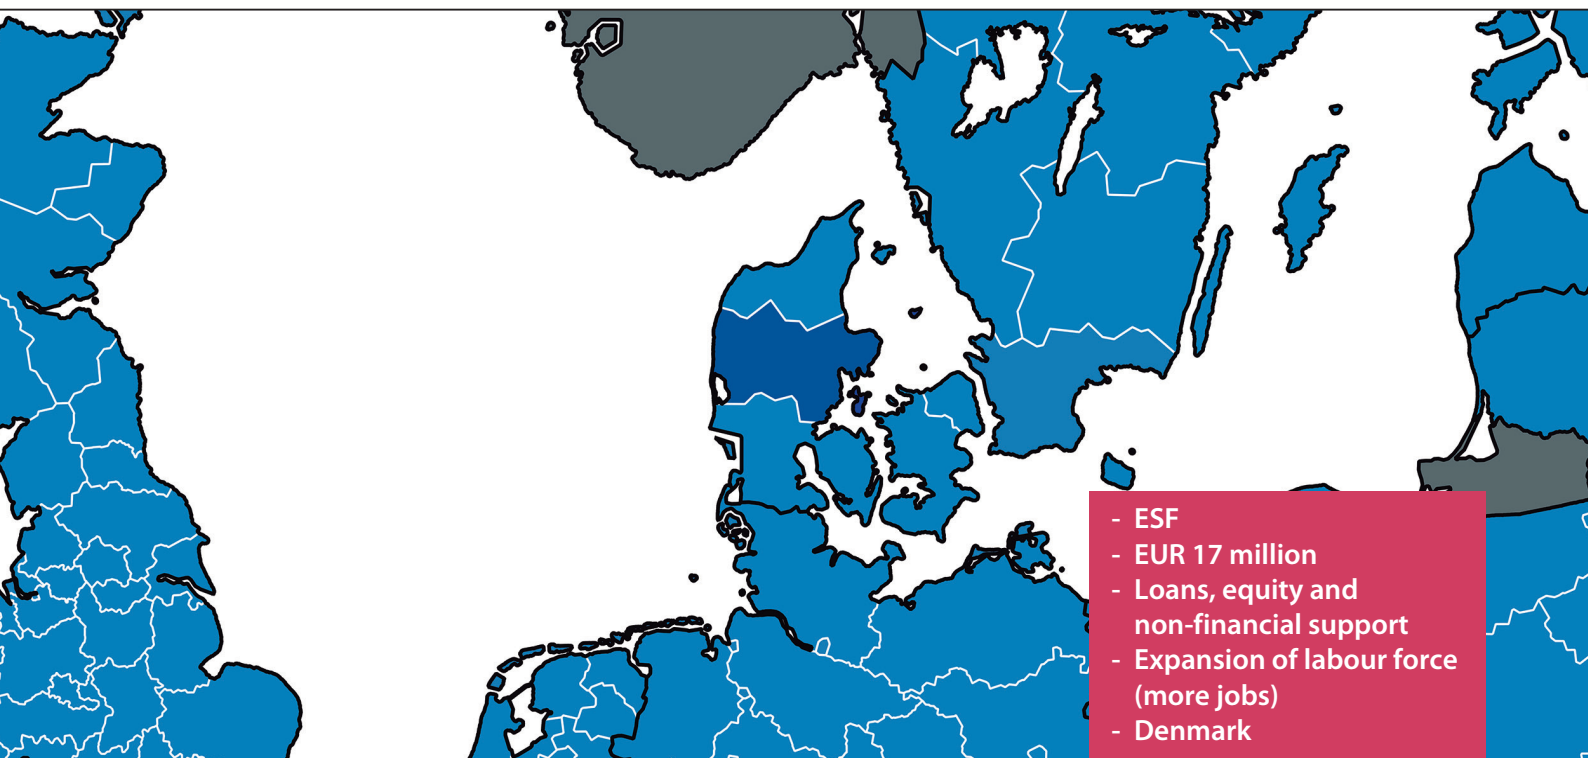 - ESF
- EUR 17 million
- Loans, equity and
non-financial support
- Expansion of labour force
(more jobs)
- Denmark